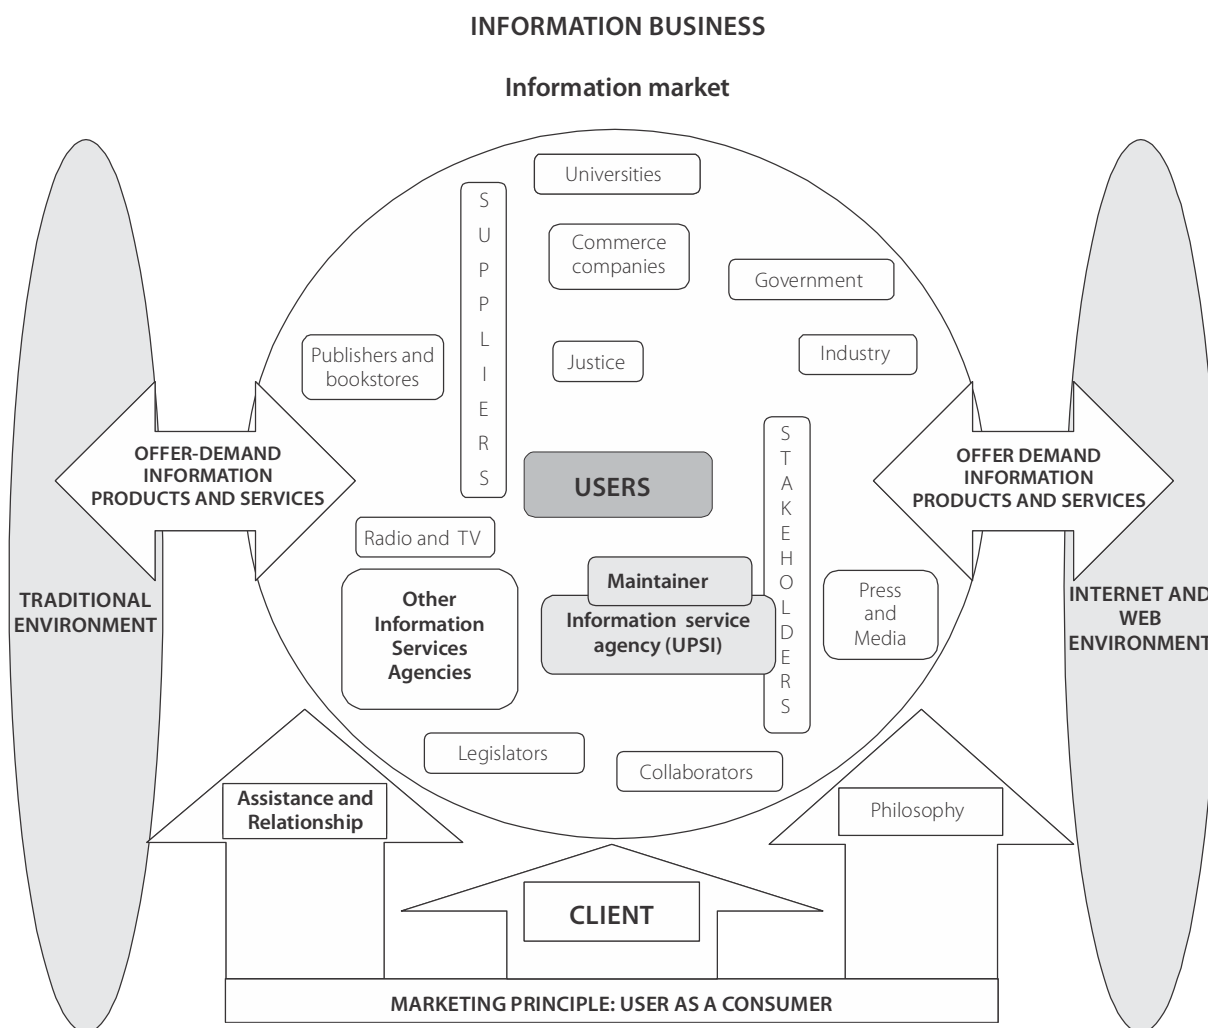 INFORMATION BUSINESS
Information market
Universities
SUPPLIERS
Commerce
companies
Government
Publishers and
bookstores
Justice
Industry
OFFER-DEMAND
INFORMATION
PRODUCTS AND SERVICES
USERS
STAKEHOLDERS
OFFER DEMAND
INFORMATION
PRODUCTS AND SERVICES
Radio and TV
TRADITIONAL
ENVIRONMENT
Other
Information
Services
Agencies
Maintainer
Information service
agency (UPSI)
Press
and
Media
INTERNET AND
WEB
ENVIRONMENT
Legislators
Collaborators
Assistance and
Relationship
Philosophy
CLIENT
MARKETING PRINCIPLE: USER AS A CONSUMER